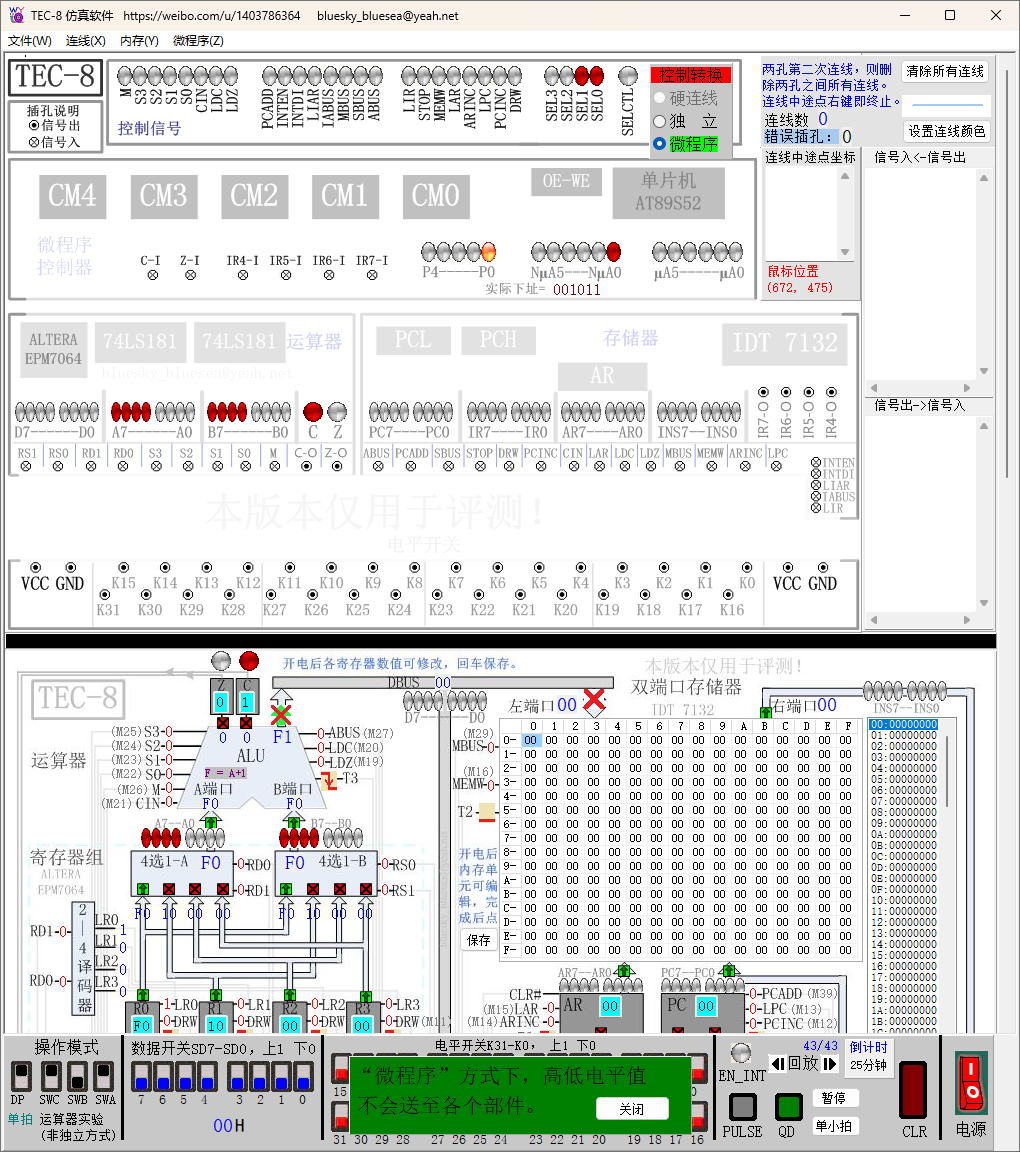 TEC-8 仿真软件 https://weibo.com/u/1403786364 bluesky_bluesea@yeah.net
文件(W) 连线(X) 内存(Y) 微程序(Z)
TEC-8
插孔说明
信号出
信号入
M S3 S2 S1 S0 CIN LDC LDZ
PCADD INTEN INTDI LIAR IABUS MBUS SBUS ABUS
LIR STOP MEMW LAR ARINC LPC PCINC DRW
SEL3 SEL2 SEL1 SEL0 SELCTL
控制信号
控制转换
硬连线
独 立
微程序
两孔第二次连线，则删
除两孔之间所有连线。
连线中途点右键即终止。
连线数 0
错误插孔： 0
清除所有连线
设置连线颜色
连线中途点坐标
信号入<-信号出
鼠标位置
(672, 475)
信号出->信号入
CM4 CM3 CM2 CM1 CM0 OE-WE 单片机
AT89S52
微程序
控制器
C-I Z-I IR4-I IR5-I IR6-I IR7-I
P4-----P0 NμA5---NμA0 μA5------μA0
实际下址= 001011
ALTERA
EPM7064
74LS181 74LS181 运算器
bluesky_bluesea@yeah.net
PCL PCH 存储器 IDT 7132
AR
D7------D0 A7------A0 B7------B0 C Z
PC7----PC0 IR7----IR0 AR7----AR0 INS7--INS0
IR7-O IR6-O IR5-O IR4-O
RS1 RS0 RD1 RD0 S3 S2 S1 S0 M C-O Z-O
ABUS PCADD SBUS STOP DRW PCINC CIN LAR LDC LDZ MBUS MEMW ARINC LPC
INTEN
INTDI
LIAR
IABUS
LIR
本版本仅用于评测！
电平开关
VCC GND K15 K14 K13 K12 K11 K10 K9 K8 K7 K6 K5 K4 K3 K2 K1 K0 VCC GND
K31 K30 K29 K28 K27 K26 K25 K24 K23 K22 K21 K20 K19 K18 K17 K16
开电后各寄存器数值可修改，回车保存。
本版本仅用于评测！
TEC-8
Z C
0 1
0 0
DBUS 00
D7----D0
左端口00
双端口存储器
IDT 7132
右端口00
INS7--INS0
运算器
(M25)S3-0
(M24)S2-0
(M23)S1-0
(M22)S0-0
(M26)M-0
(M21)CIN-0
ALU
F1
F = A+1
A端口 B端口
F0 F0
0-ABUS(M27)
0-LDC(M20)
0-LDZ(M19)
T3
(M29)
MBUS-0
(M16)
MEMW-0
T2
A7--A0 B7--B0
寄存器组
ALTERA
EPM7064
4选1-A F0
F0 4选1-B
0-RD0
0-RD1
0-RS0
0-RS1
F0 10 00 00 F0 10 00 00
2—4译码器
RD1-0
RD0-0
LR0 1
LR1 0
LR2 0
LR3 0
R0 F0
R1 10
R2 00
R3 00
1-LR0
0-DRW
0-LR1
0-DRW
0-LR2
0-DRW
0-LR3
0-DRW(M11)
开电后
内存单
元可编
辑，完
成后点
保存
0 1 2 3 4 5 6 7 8 9 A B C D E F
0- 00 00 00 00 00 00 00 00 00 00 00 00 00 00 00 00
1- 00 00 00 00 00 00 00 00 00 00 00 00 00 00 00 00
2- 00 00 00 00 00 00 00 00 00 00 00 00 00 00 00 00
3- 00 00 00 00 00 00 00 00 00 00 00 00 00 00 00 00
4- 00 00 00 00 00 00 00 00 00 00 00 00 00 00 00 00
5- 00 00 00 00 00 00 00 00 00 00 00 00 00 00 00 00
6- 00 00 00 00 00 00 00 00 00 00 00 00 00 00 00 00
7- 00 00 00 00 00 00 00 00 00 00 00 00 00 00 00 00
8- 00 00 00 00 00 00 00 00 00 00 00 00 00 00 00 00
9- 00 00 00 00 00 00 00 00 00 00 00 00 00 00 00 00
A- 00 00 00 00 00 00 00 00 00 00 00 00 00 00 00 00
B- 00 00 00 00 00 00 00 00 00 00 00 00 00 00 00 00
C- 00 00 00 00 00 00 00 00 00 00 00 00 00 00 00 00
D- 00 00 00 00 00 00 00 00 00 00 00 00 00 00 00 00
E- 00 00 00 00 00 00 00 00 00 00 00 00 00 00 00 00
F- 00 00 00 00 00 00 00 00 00 00 00 00 00 00 00 00
00:00000000
01:00000000
02:00000000
03:00000000
04:00000000
05:00000000
06:00000000
07:00000000
08:00000000
09:00000000
0A:00000000
0B:00000000
0C:00000000
0D:00000000
0E:00000000
0F:00000000
10:00000000
11:00000000
12:00000000
13:00000000
14:00000000
15:00000000
16:00000000
17:00000000
18:00000000
19:00000000
1A:00000000
1B:00000000
1C:00000000
AR7--AR0 PC7--PC0
CLR#
(M15)LAR -0
(M14)ARINC -0
AR 00
PC 00
0-PCADD (M39)
0-LPC (M13)
0-PCINC (M12)
操作模式
DP SWC SWB SWA
单拍 运算器实验
(非独立方式)
数据开关SD7-SD0，上1 下0
7 6 5 4 3 2 1 0
00H
电平开关K31-K0， 上1 下0
15
“微程序”方式下，高低电平值
不会送至各个部件。
关闭
31 30 29 28 27 26 25 24 23 22 21 20 19 18 17 16
EN_INT
43/43
回放
倒计时
25分钟
PULSE QD
暂停
单小拍
CLR
电源